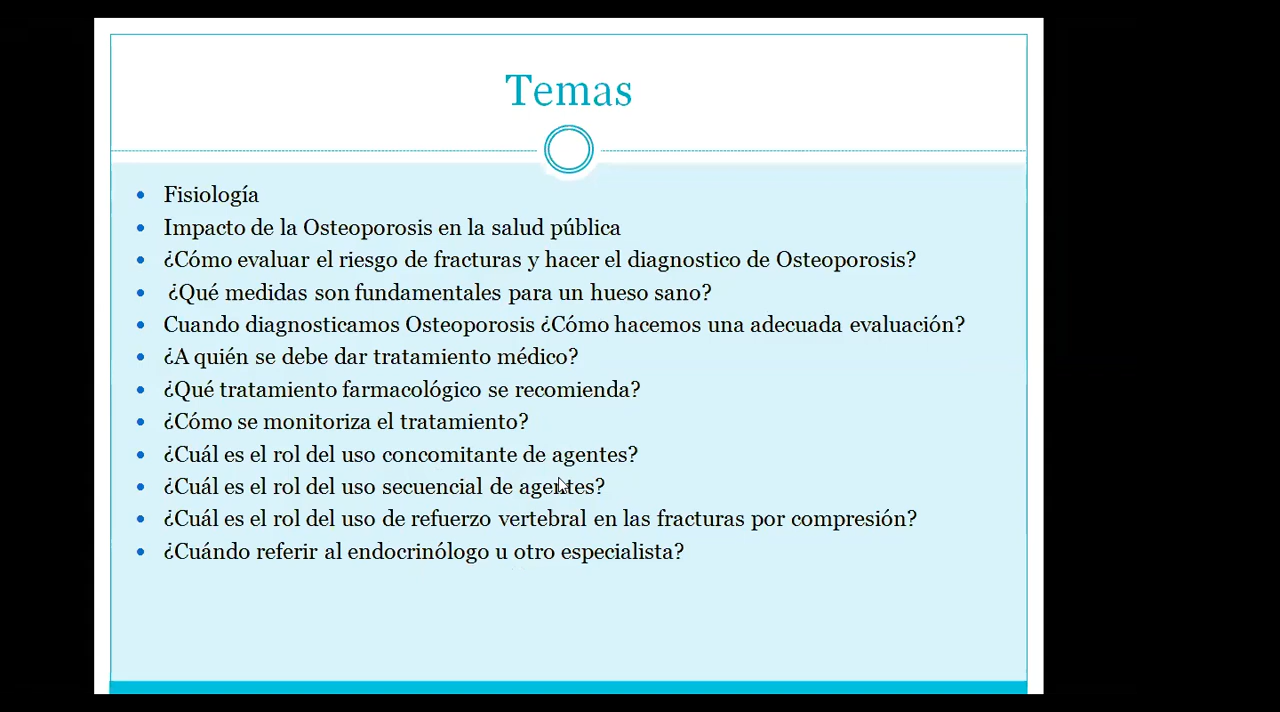 Temas
Fisiología
Impacto de la Osteoporosis en la salud pública
¿Cómo evaluar el riesgo de fracturas y hacer el diagnostico de Osteoporosis?
¿Qué medidas son fundamentales para un hueso sano?
Cuando diagnosticamos Osteoporosis ¿Cómo hacemos una adecuada evaluación?
¿A quién se debe dar tratamiento médico?
¿Qué tratamiento farmacológico se recomienda?
¿Cómo se monitoriza el tratamiento?
¿Cuál es el rol del uso concomitante de agentes?
¿Cuál es el rol del uso secuencial de agentes?
¿Cuál es el rol del uso de refuerzo vertebral en las fracturas por compresión?
¿Cuándo referir al endocrinólogo u otro especialista?